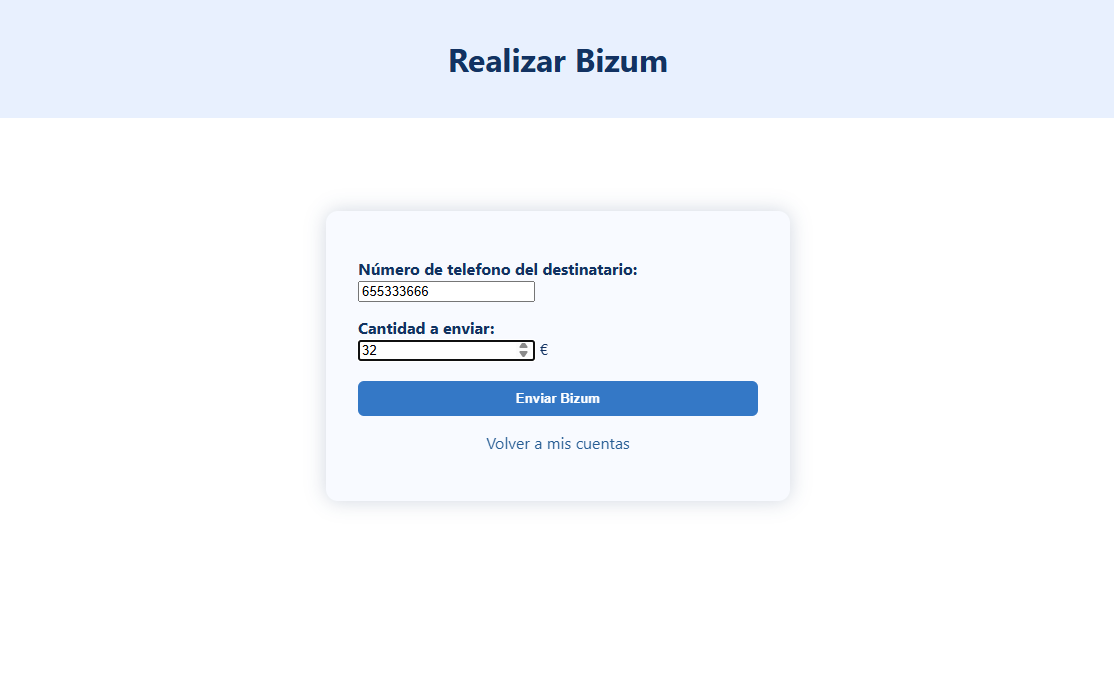 Realizar Bizum
Número de telefono del destinatario:
655333666
Cantidad a enviar:
32 €
Enviar Bizum
Volver a mis cuentas